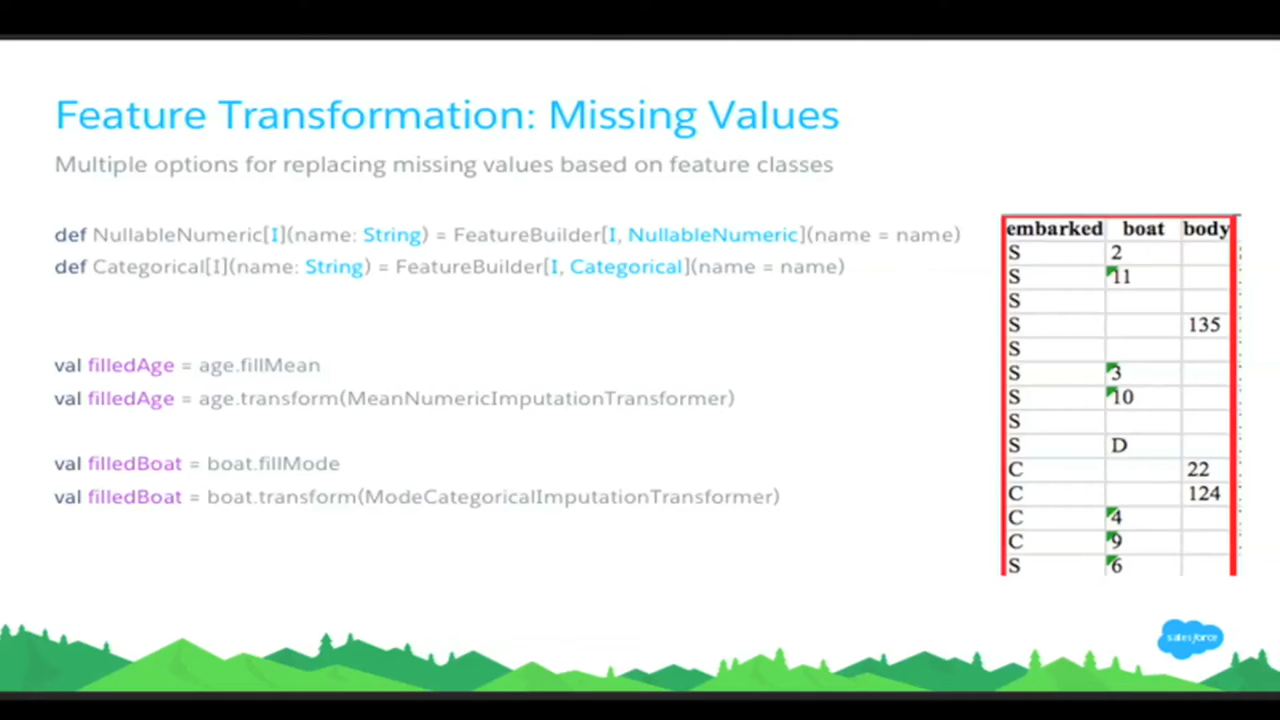 Feature Transformation: Missing Values
Multiple options for replacing missing values based on feature classes
def NullableNumeric[I](name: String) = FeatureBuilder[I, NullableNumeric](name = name)
def Categorical[I](name: String) = FeatureBuilder[I, Categorical](name = name)
val filledAge = age.fillMean
val filledAge = age.transform(MeanNumericImputationTransformer)
val filledBoat = boat.fillMode
val filledBoat = boat.transform(ModeCategoricalImputationTransformer)
embarked boat body
S 2
S 11
S
S 135
S
S 3
S 10
S
S D
C 22
C 124
C 4
C 9
S 6
salesforce